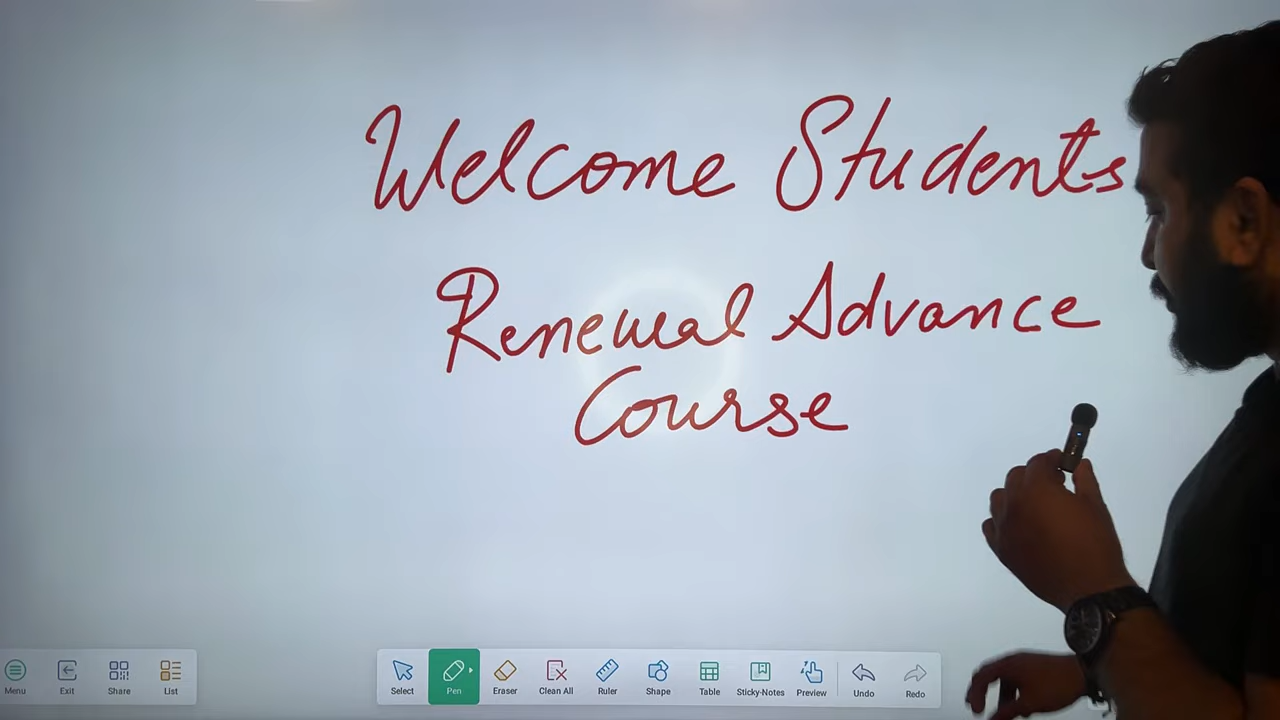 Welcome Students
Renewal Advance
Course
Menu
Exit
Share
List
Select
Pen
Eraser
Clean All
Ruler
Shape
Table
Sticky-Notes
Preview
Undo
Redo